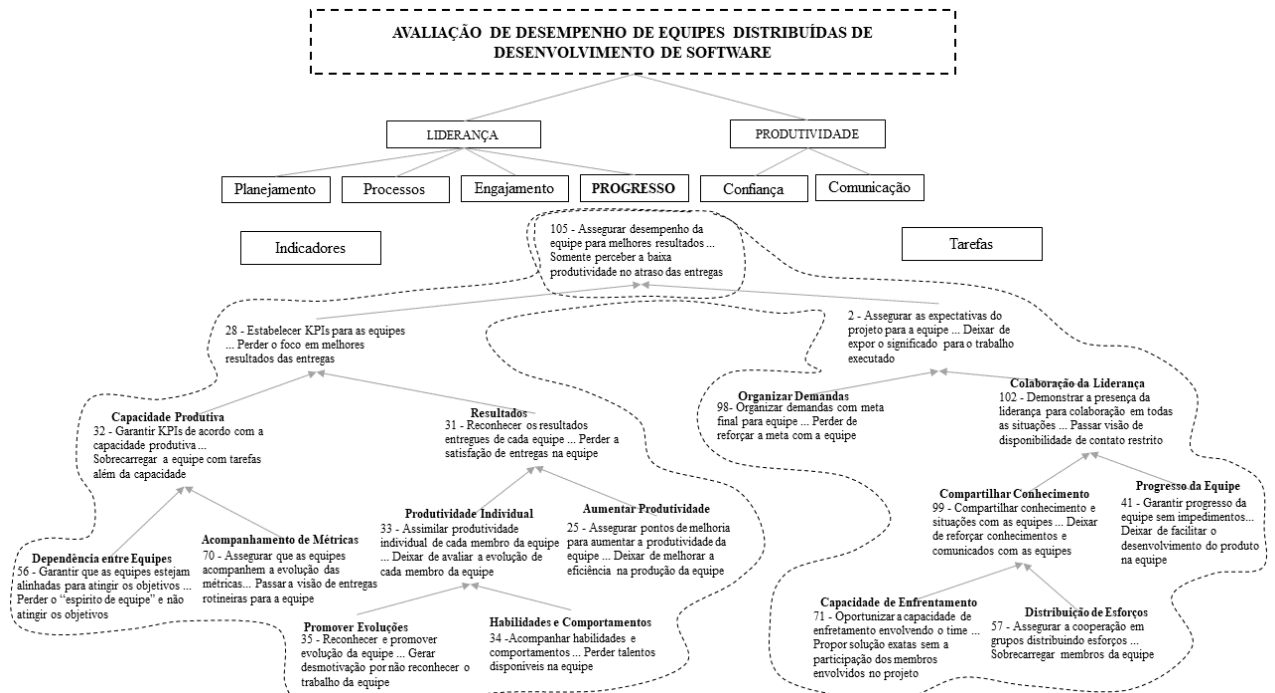 AVALIAÇÃO DE DESEMPENHO DE EQUIPES DISTRIBUÍDAS DE
DESENVOLVIMENTO DE SOFTWARE
LIDERANÇA
PRODUTIVIDADE
Planejamento
Processos
Engajamento
PROGRESSO
Confiança
Comunicação
Indicadores
105 - Assegurar desempenho da
equipe para melhores resultados ...
Somente perceber a baixa
produtividade no atraso das entregas
Tarefas
28 - Estabelecer KPIs para as equipes
... Perder o foco em melhores
resultados das entregas
2 - Assegurar as expectativas do
projeto para a equipe ... Deixar de
expor o significado para o trabalho
executado
Capacidade Produtiva
32 - Garantir KPIs de acordo com a
capacidade produtiva ...
Sobrecarregar a equipe com tarefas
além da capacidade
Resultados
31 - Reconhecer os resultados
entregues de cada equipe ... Perder a
satisfação de entregas na equipe
Organizar Demandas
98- Organizar demandas com meta
final para equipe ... Perder de
reforçar a meta com a equipe
Colaboração da Liderança
102 - Demonstrar a presença da
liderança para colaboração em todas
as situações ... Passar visão de
disponibilidade de contato restrito
Dependência entre Equipes
56 - Garantir que as equipes estejam
alinhadas para atingir os objetivos ...
Perder o “espírito de equipe” e não
atingir os objetivos
Acompanhamento de Métricas
70 - Assegurar que as equipes
acompanhem a evolução das
métricas... Passar a visão de entregas
rotineiras para a equipe
Produtividade Individual
33 - Assimilar produtividade
individual de cada membro da equipe
... Deixar de avaliar a evolução de
cada membro da equipe
Aumentar Produtividade
25 - Assegurar pontos de melhoria
para aumentar a produtividade da
equipe ... Deixar de melhorar a
eficiência na produção da equipe
Compartilhar Conhecimento
99 - Compartilhar conhecimento e
situações com as equipes ... Deixar
de reforçar conhecimentos e
comunicados com as equipes
Progresso da Equipe
41 - Garantir progresso da
equipe sem impedimentos...
Deixar de facilitar o
desenvolvimento do produto
na equipe
Promover Evoluções
35 - Reconhecer e promover
evolução da equipe ... Gerar
desmotivação por não reconhecer o
trabalho da equipe
Habilidades e Comportamentos
34 -Acompanhar habilidades e
comportamentos ... Perder talentos
disponíveis na equipe
Capacidade de Enfrentamento
71 - Oportunizar a capacidade de
enfretamento envolvendo o time ...
Propor solução exatas sem a
participação dos membros
envolvidos no projeto
Distribuição de Esforços
57 - Assegurar a cooperação em
grupos distribuindo esforços ...
Sobrecarregar membros da equipe